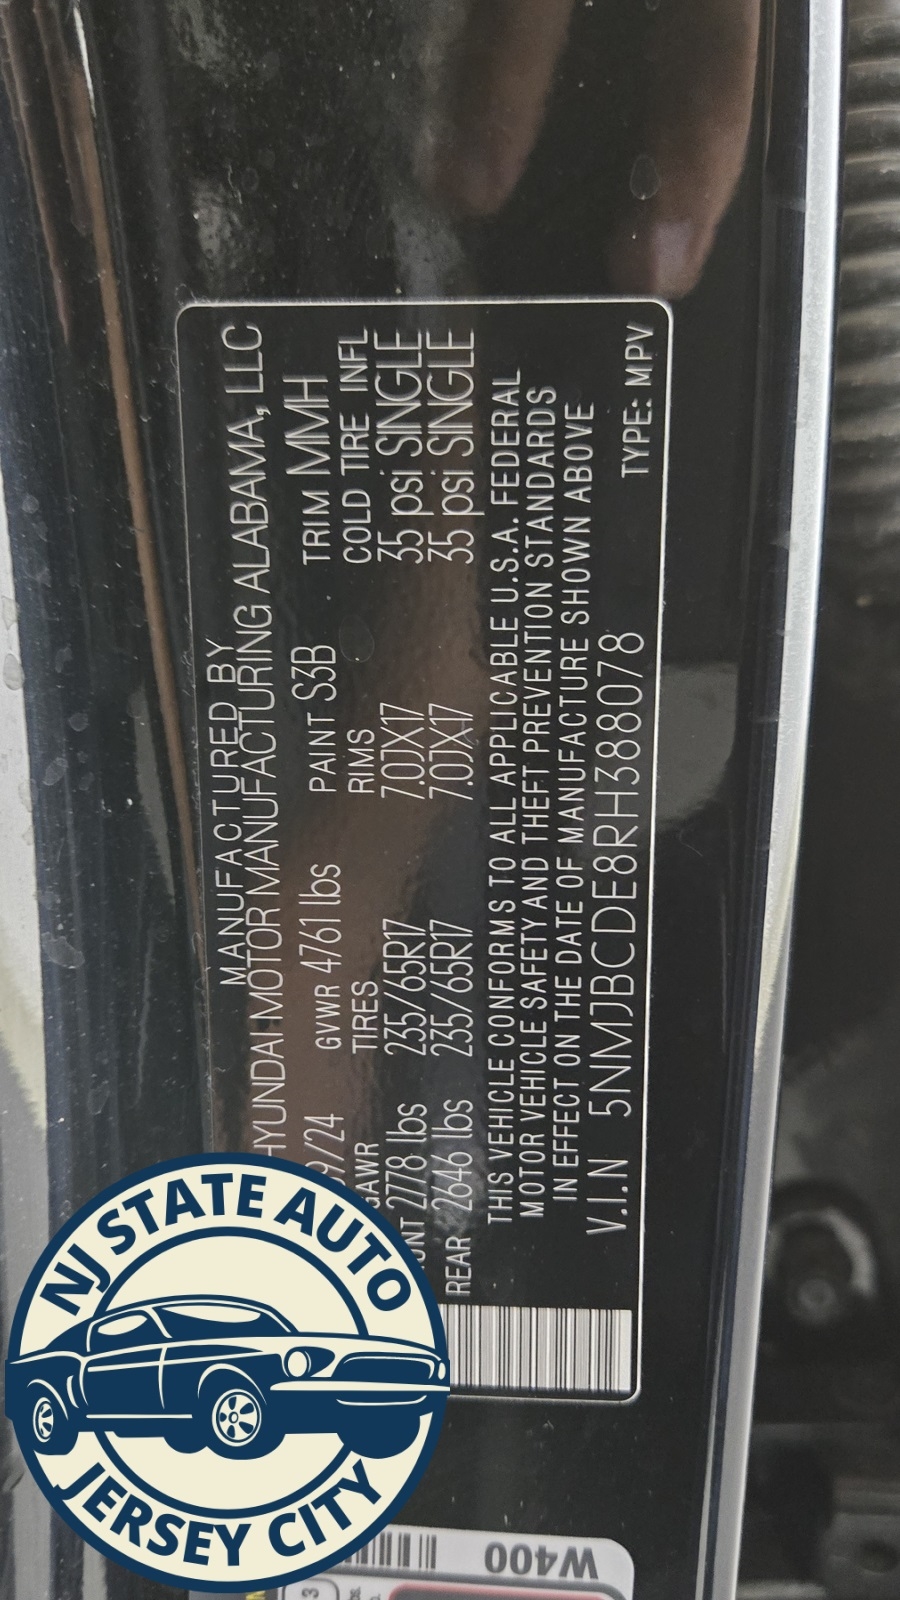 MANUFACTURED BY
HYUNDAI MOTOR MANUFACTURING ALABAMA, LLC
9/24 GVWR 4761 lbs PAINT S3B TRIM MMH
GAWR TIRES RIMS COLD TIRE INFL
2778 lbs 235/65R17 7.0JX17 35 psi SINGLE
REAR 2646 lbs 235/65R17 7.0JX17 35 psi SINGLE
THIS VEHICLE CONFORMS TO ALL APPLICABLE U.S.A. FEDERAL
MOTOR VEHICLE SAFETY AND THEFT PREVENTION STANDARDS
IN EFFECT ON THE DATE OF MANUFACTURE SHOWN ABOVE
V.I.N 5NMJBCDE8RH388078
TYPE: MPV
NJ STATE AUTO
JERSEY CITY
W400
3